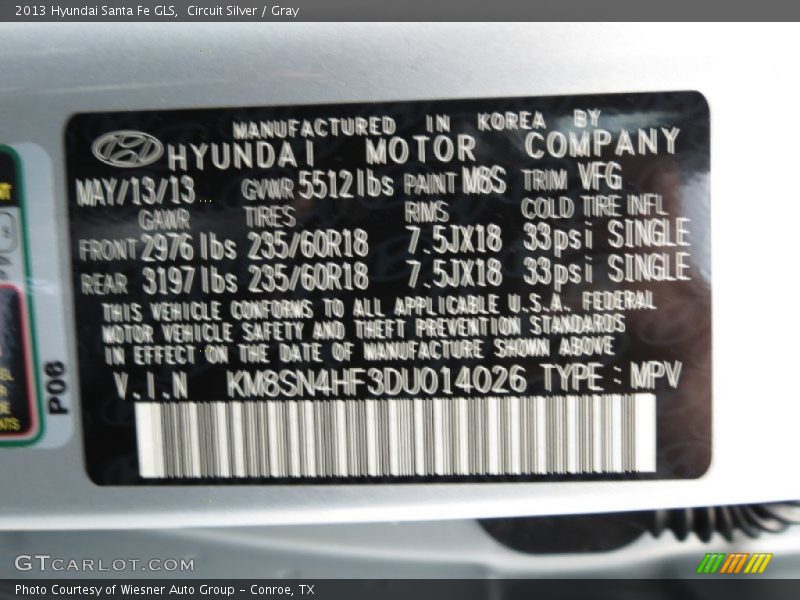 2013 Hyundai Santa Fe GLS,  Circuit Silver / Gray
MANUFACTURED IN KOREA BY
HYUNDAI MOTOR COMPANY
MAY/13/13 GVWR 5512lbs PAINT M8S TRIM VFG
GAWR TIRES RIMS COLD TIRE INFL
FRONT 2976 lbs 235/60R18 7.5JX18 33psi SINGLE
REAR 3197 lbs 235/60R18 7.5JX18 33psi SINGLE
THIS VEHICLE CONFORMS TO ALL APPLICABLE U.S.A. FEDERAL
MOTOR VEHICLE SAFETY AND THEFT PREVENTION STANDARDS
IN EFFECT ON THE DATE OF MANUFACTURE SHOWN ABOVE
V.I.N KM8SN4HF3DU014026 TYPE : MPV
P06
GTCARLOT.COM
Photo Courtesy of Wiesner Auto Group - Conroe, TX